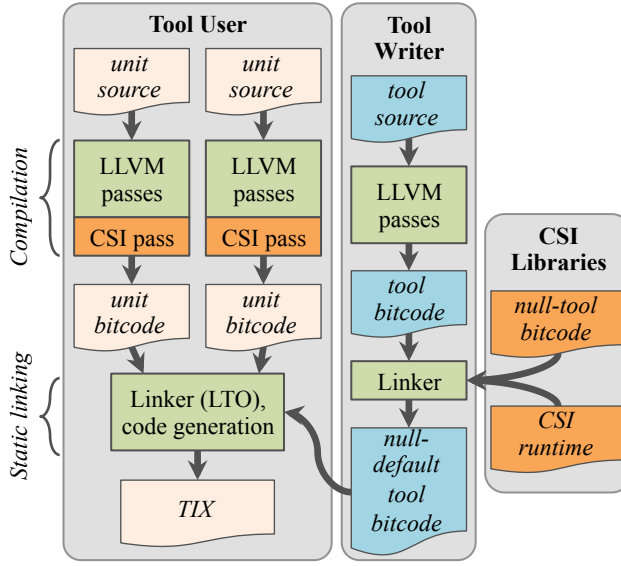 Tool User
unit
source
unit
source
Compilation
LLVM
passes
CSI pass
LLVM
passes
CSI pass
unit
bitcode
unit
bitcode
Static linking
Linker (LTO),
code generation
TIX
Tool
Writer
tool
source
LLVM
passes
tool
bitcode
Linker
null-
default
tool
bitcode
CSI
Libraries
null-tool
bitcode
CSI
runtime